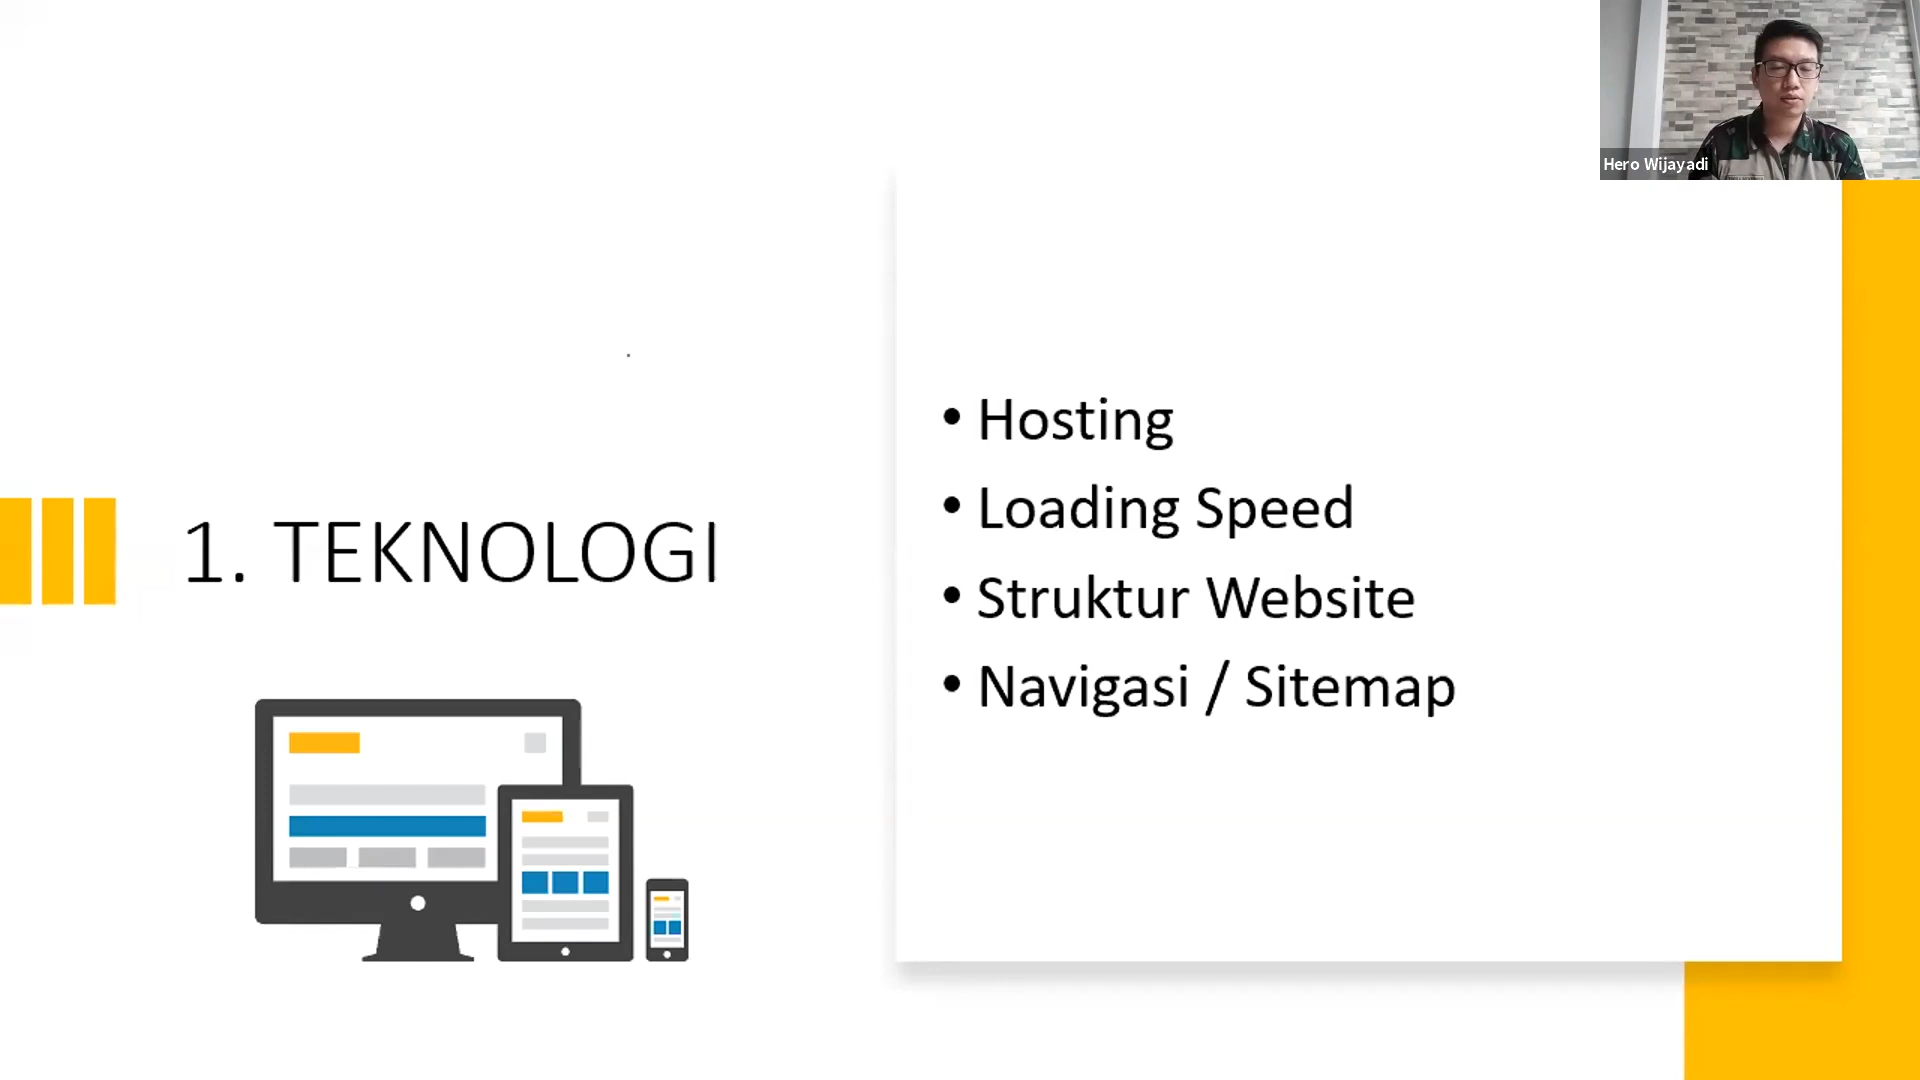 Hero Wijayadi
1. TEKNOLOGI
• Hosting
• Loading Speed
• Struktur Website
• Navigasi / Sitemap